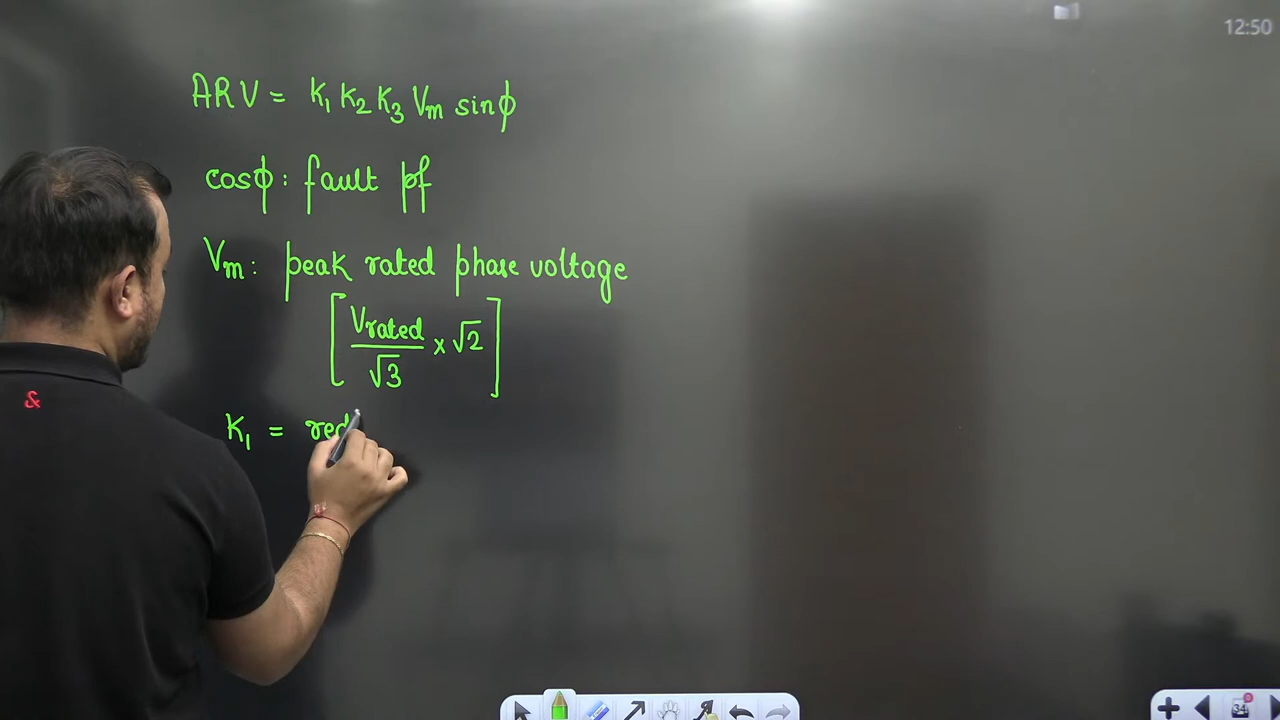 12:50
ARV = K₁ K₂ K₃ Vₘ sinϕ
cosϕ : fault pf
Vₘ : peak rated phase voltage
[ Vrated / √3 × √2 ]
&
K₁ = red
34